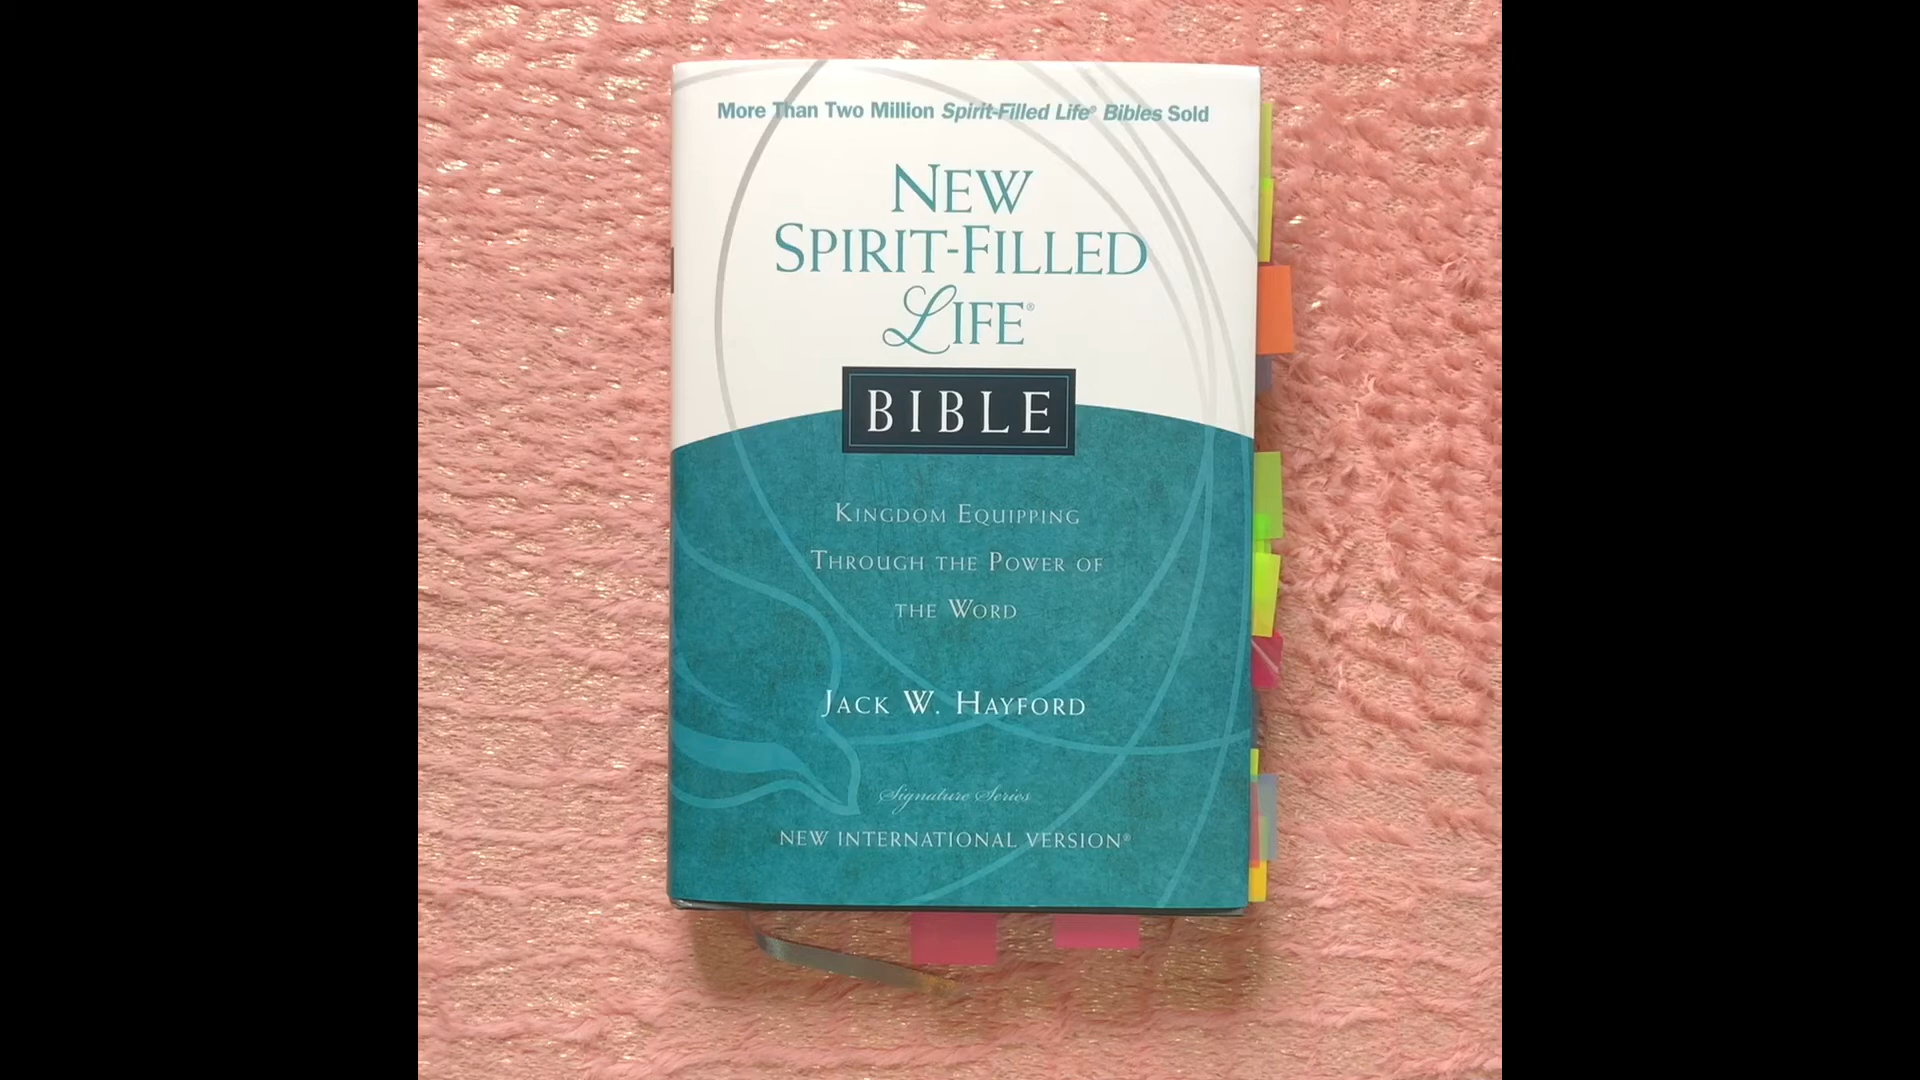 More Than Two Million Spirit-Filled Life® Bibles Sold
NEW
SPIRIT-FILLED
LIFE®
BIBLE
KINGDOM EQUIPPING
THROUGH THE POWER OF
THE WORD
JACK W. HAYFORD
Signature Series
NEW INTERNATIONAL VERSION®